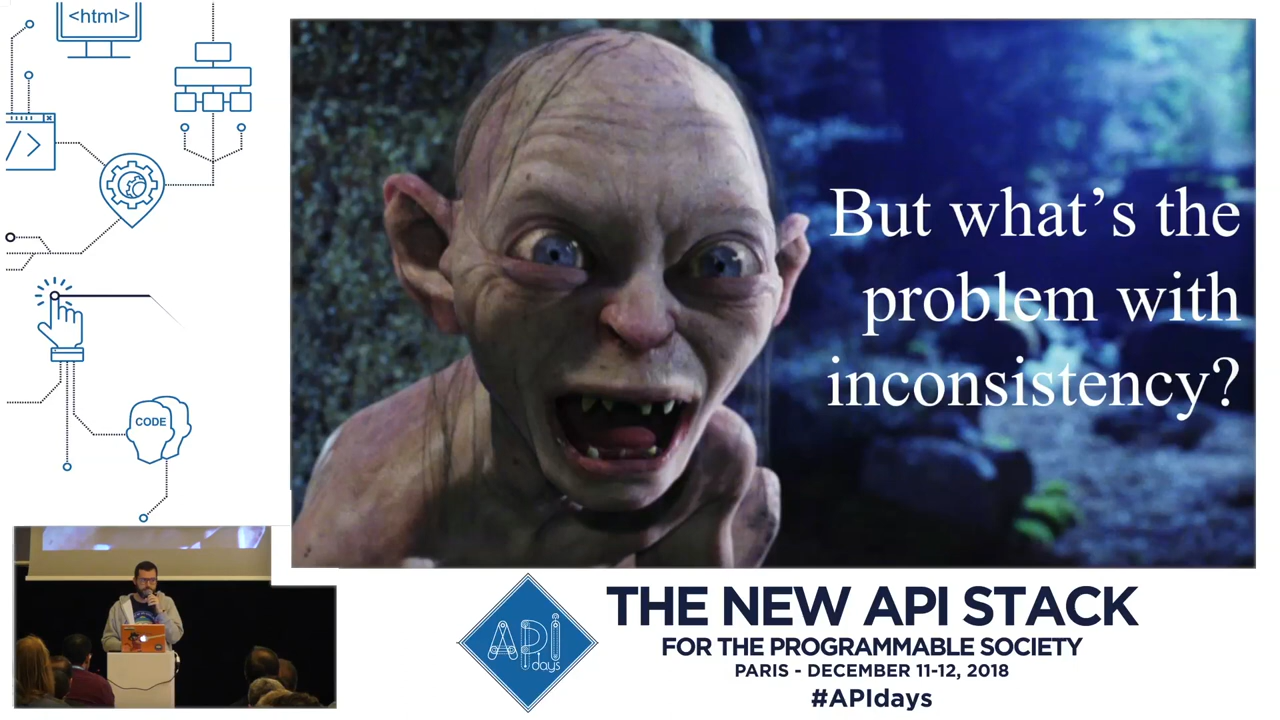 <html>
</>
CODE
But what’s the
problem with
inconsistency?
API
days
THE NEW API STACK
FOR THE PROGRAMMABLE SOCIETY
PARIS - DECEMBER 11-12, 2018
#APIdays